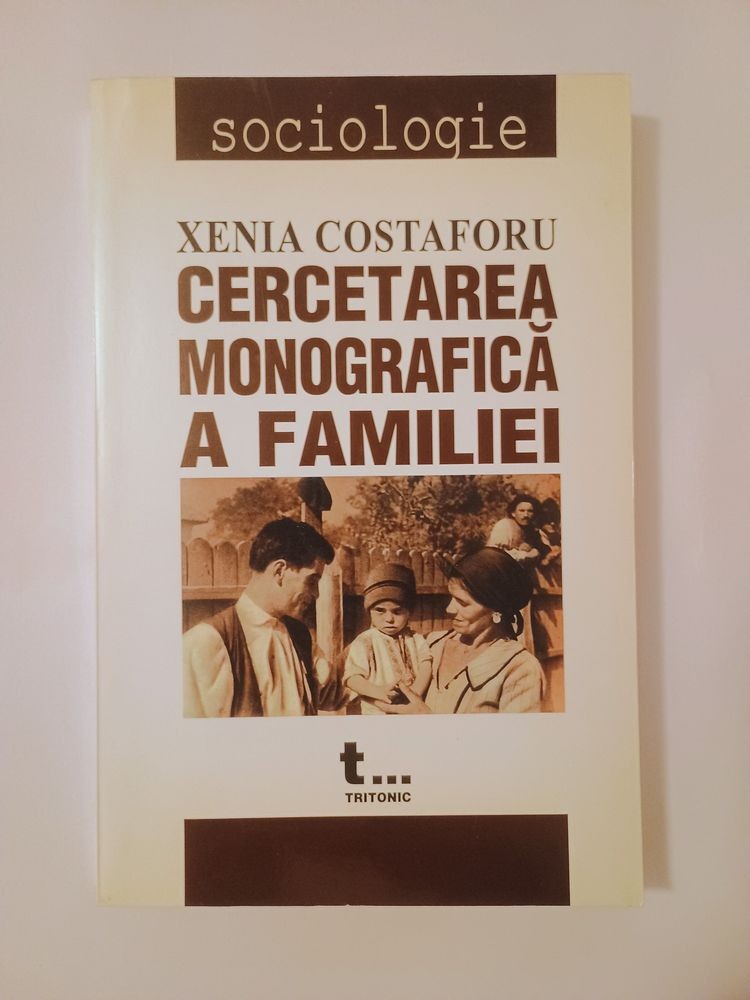 sociologie
XENIA COSTAFORU
CERCETAREA
MONOGRAFICĂ
A FAMILIEI
t...
TRITONIC